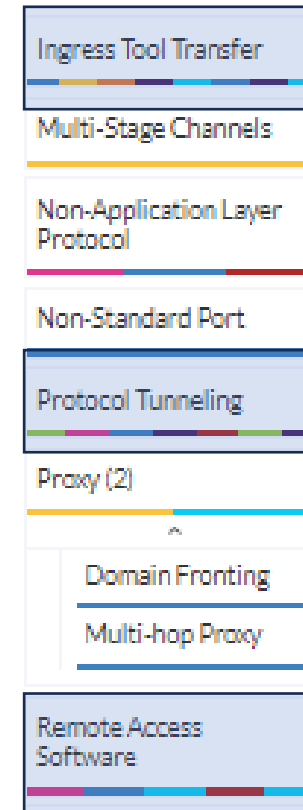 Ingress Tool Transfer
Multi-Stage Channels
Non-Application Layer
Protocol
Non-Standard Port
Protocol Tunneling
Proxy (2)
Domain Fronting
Multi-hop Proxy
Remote Access
Software